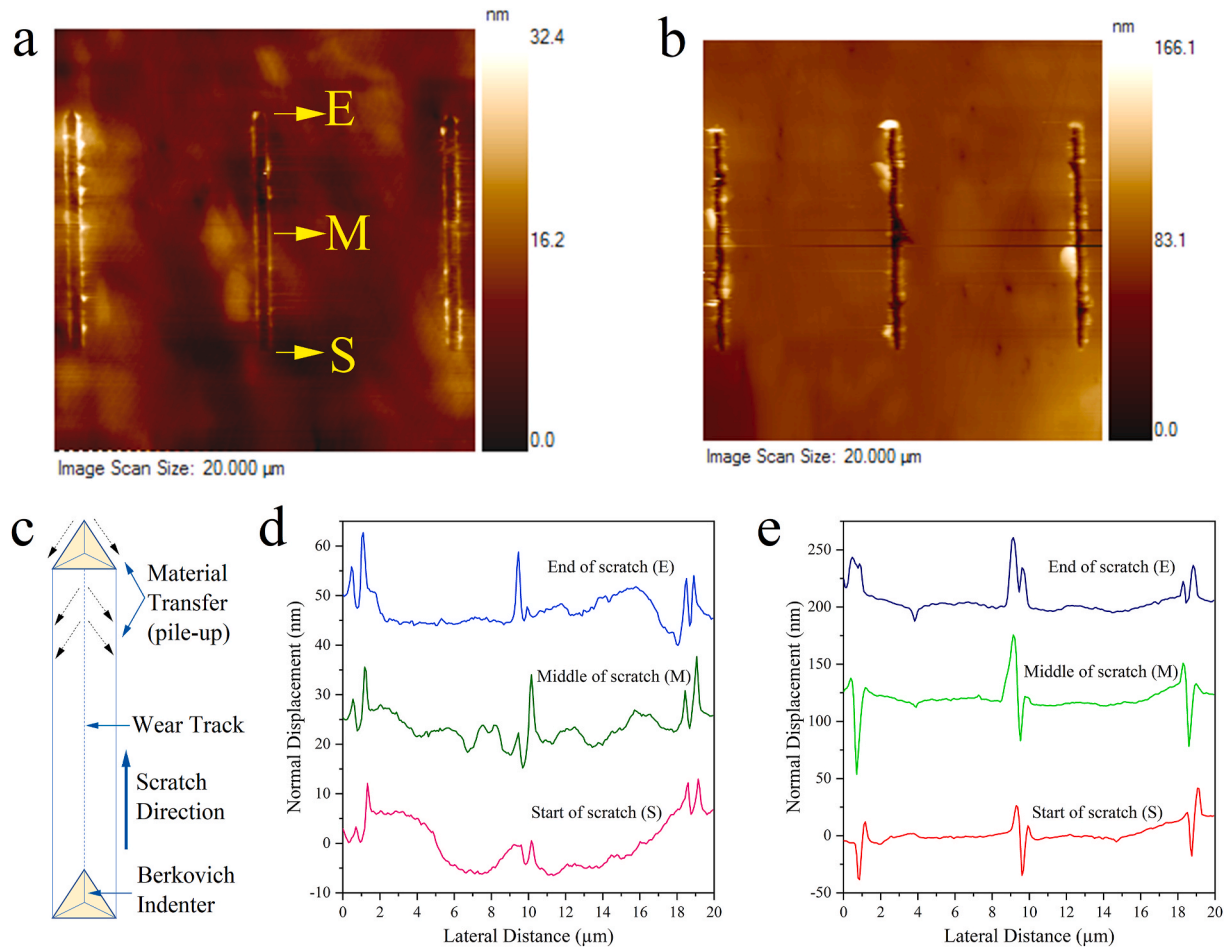 a
nm
32.4
16.2
0.0
E
M
S
Image Scan Size: 20.000 µm
b
nm
166.1
83.1
0.0
Image Scan Size: 20.000 µm
c
Material
Transfer
(pile-up)
Wear Track
Scratch
Direction
Berkovich
Indenter
d
Normal Displacement (nm)
60
50
40
30
20
10
0
-10
End of scratch (E)
Middle of scratch (M)
Start of scratch (S)
0 2 4 6 8 10 12 14 16 18 20
Lateral Distance (µm)
e
Normal Displacement (nm)
250
200
150
100
50
0
-50
End of scratch (E)
Middle of scratch (M)
Start of scratch (S)
0 2 4 6 8 10 12 14 16 18 20
Lateral Distance (µm)